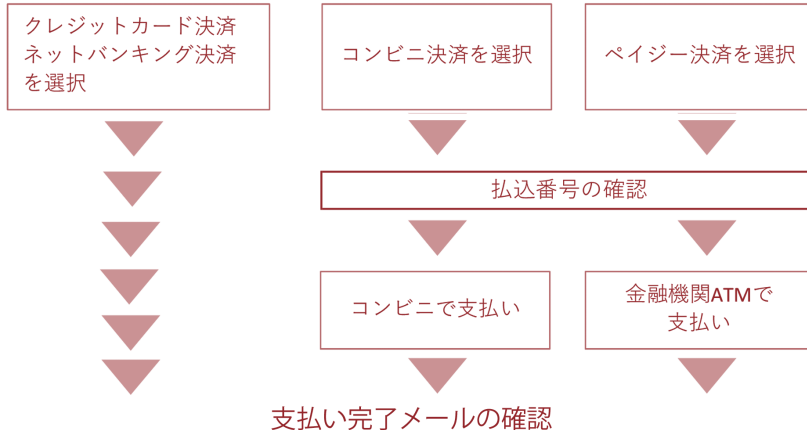 クレジットカード決済
ネットバンキング決済
を選択
コンビニ決済を選択
ペイジー決済を選択
払込番号の確認
コンビニで支払い
金融機関ATMで
支払い
支払い完了メールの確認